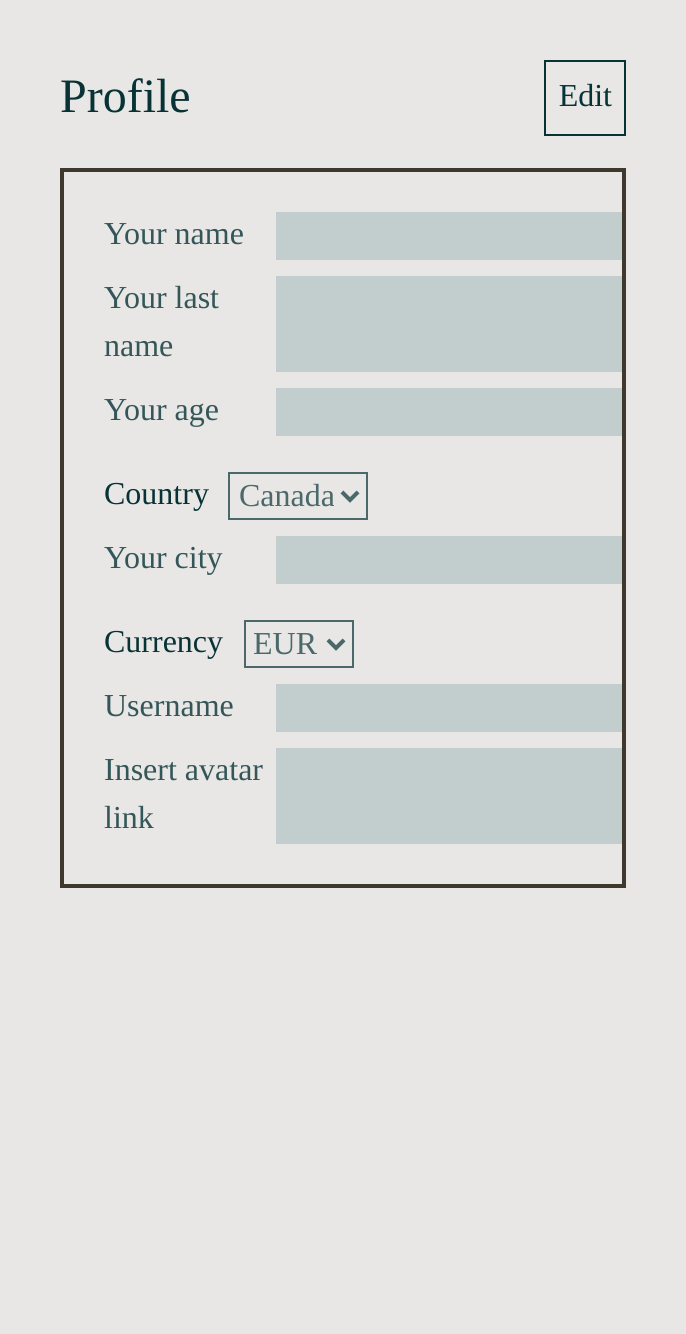 Profile
Edit
Your name
Your last
name
Your age
Country Canada
Your city
Currency EUR
Username
Insert avatar
link